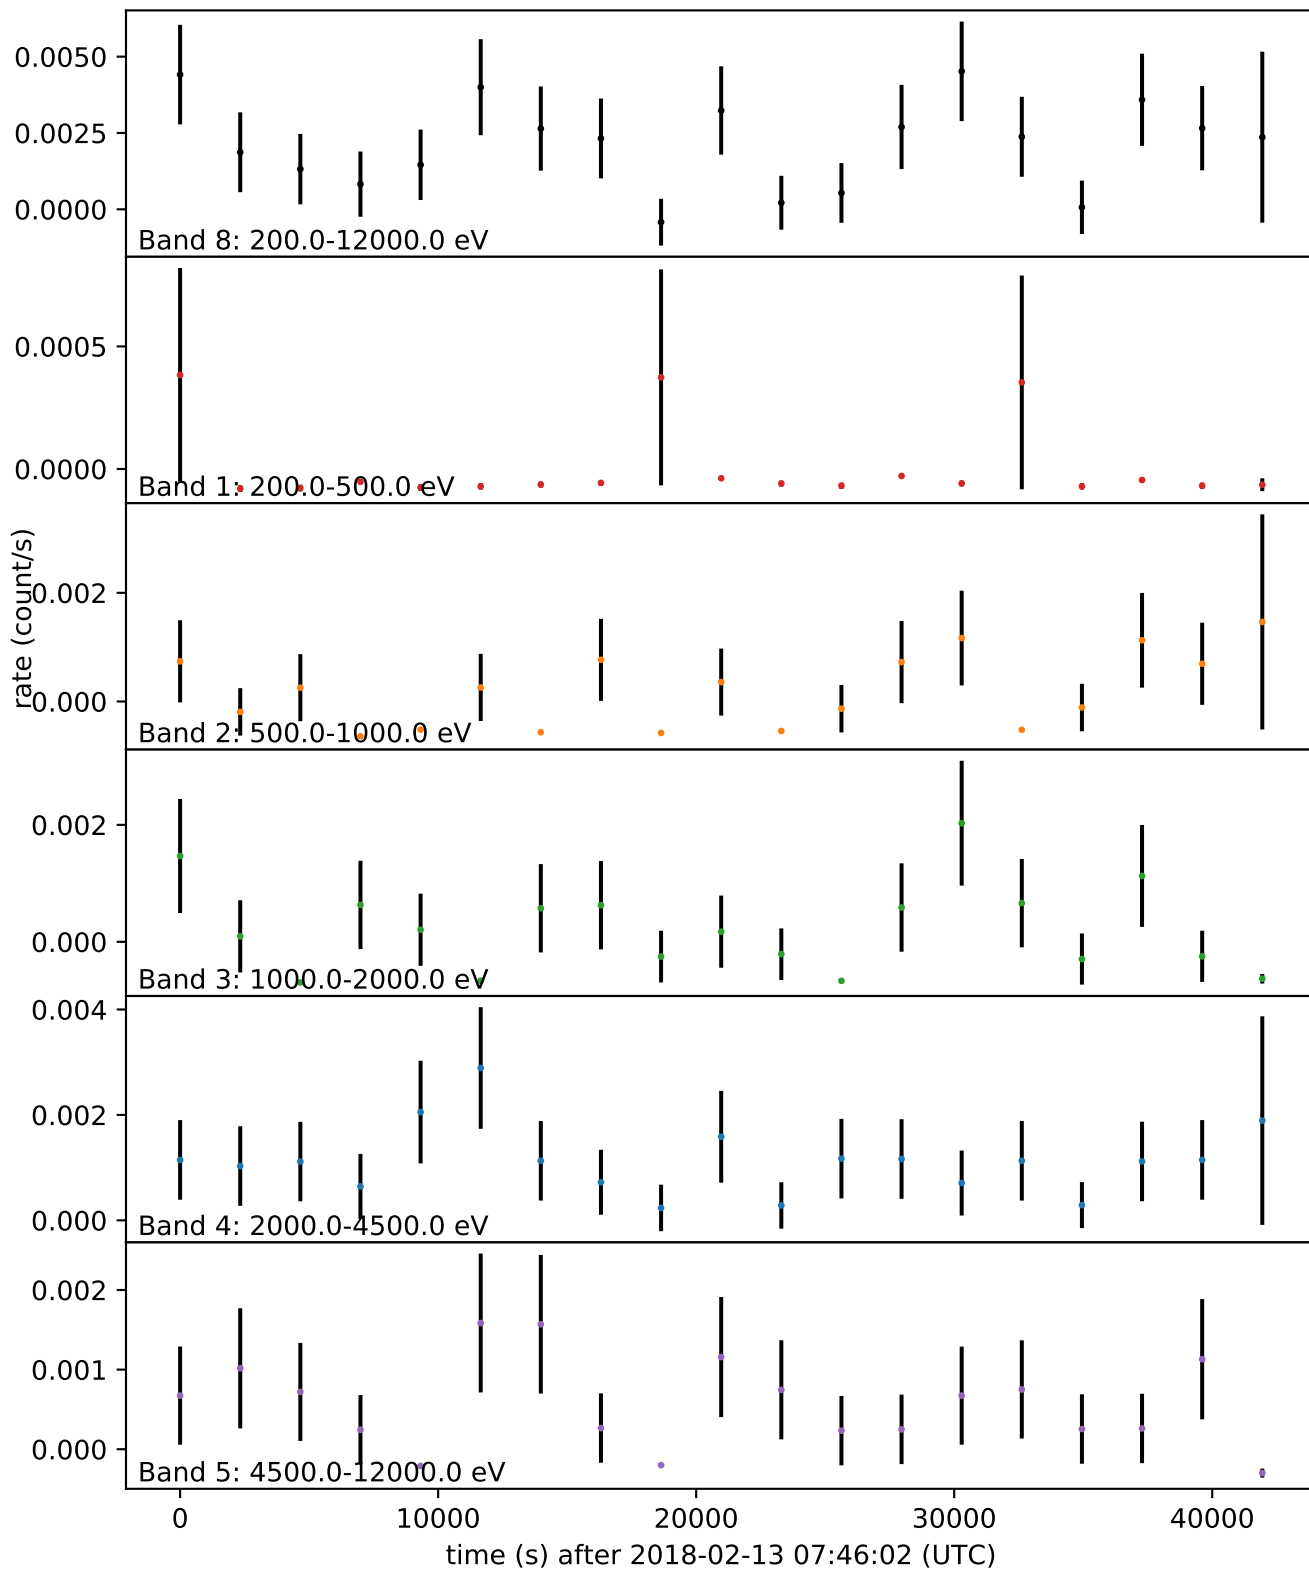 0.0050
0.0025
0.0000
Band 8: 200.0-12000.0 eV
0.0005
0.0000
Band 1: 200.0-500.0 eV
rate (count/s)
0.002
0.000
Band 2: 500.0-1000.0 eV
0.002
0.000
Band 3: 1000.0-2000.0 eV
0.004
0.002
0.000
Band 4: 2000.0-4500.0 eV
0.002
0.001
0.000
Band 5: 4500.0-12000.0 eV
0 10000 20000 30000 40000
time (s) after 2018-02-13 07:46:02 (UTC)